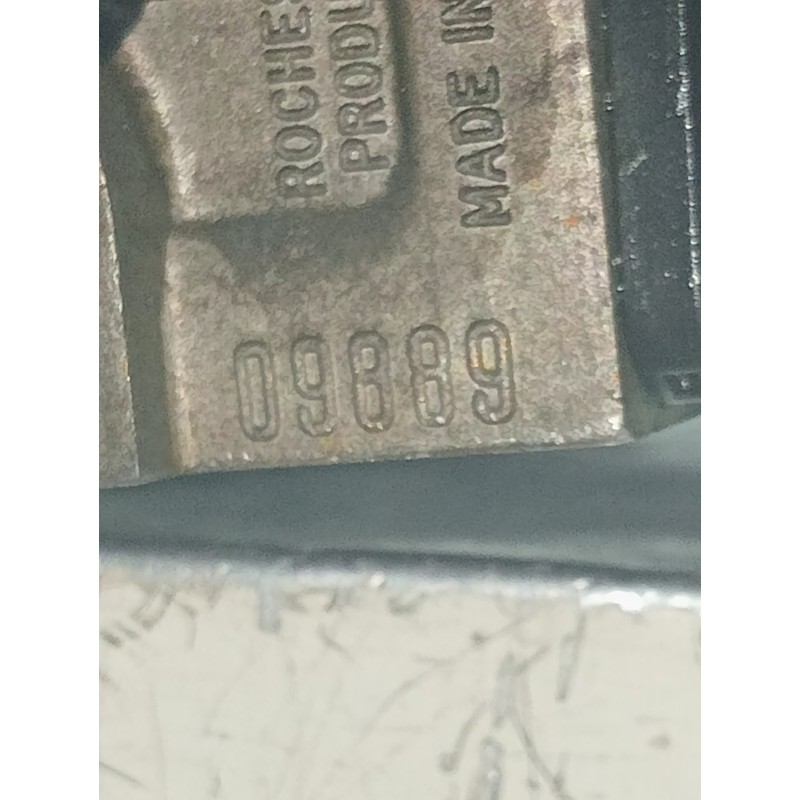 ROCHES
PRODU
MADE IN
09889